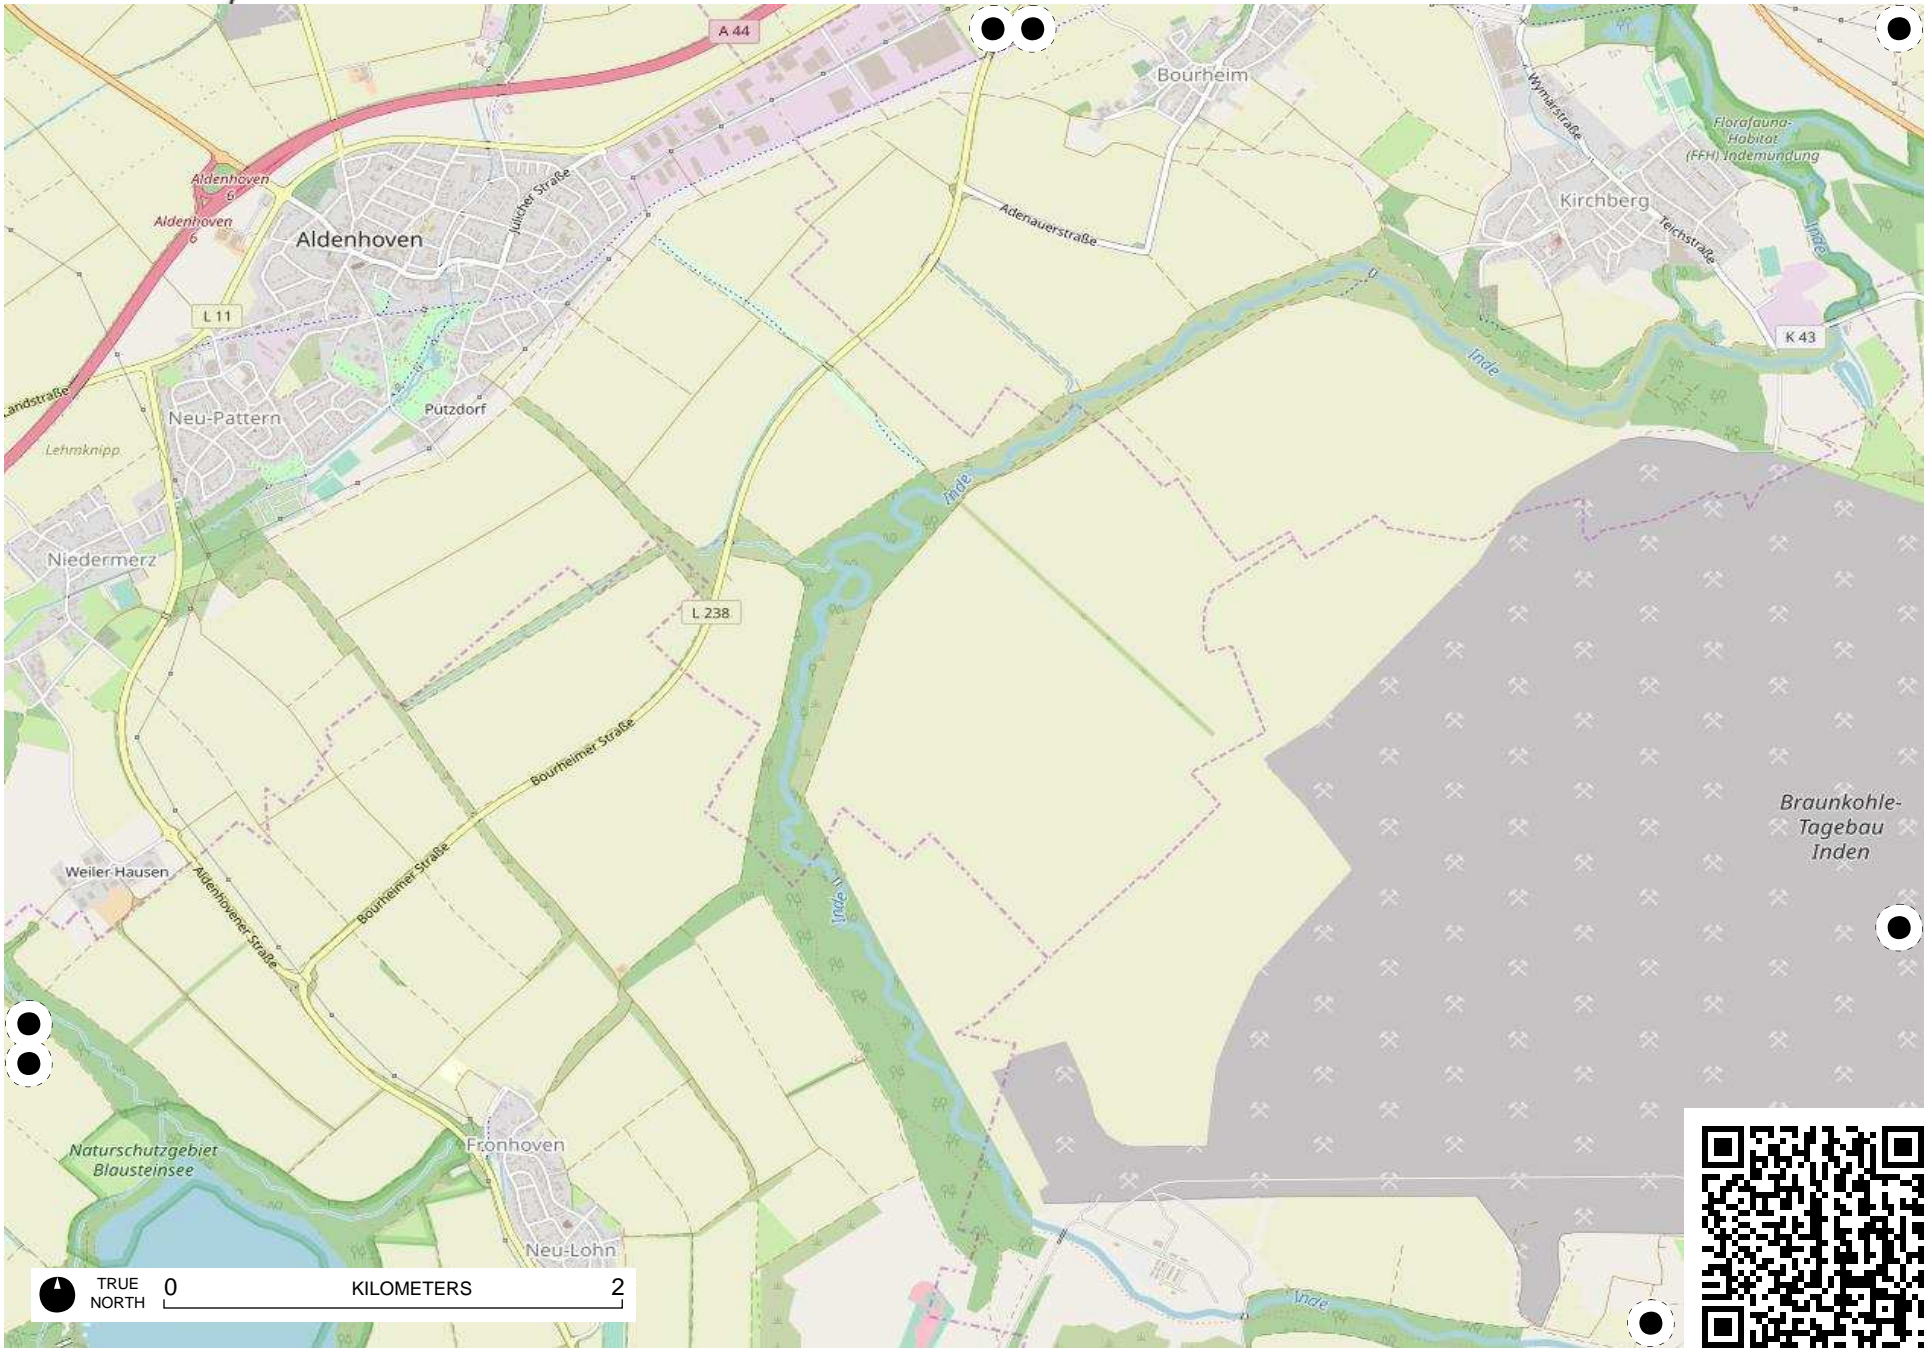 A 44
Bourheim
Wymarstraße
Florafauna-
Habitat
(FFH) Indemündung
Aldenhoven
6
Aldenhoven
6
Jülicher Straße
Aldenhoven
Adenauerstraße
Kirchberg
Teichstraße
Inde
L 11
K 43
Inde
Landstraße
Neu-Pattern
Pützdorf
Lehmknipp
Inde
Niedermerz
L 238
Bourheimer Straße
Braunkohle-
Tagebau
Inden
Weiler Hausen
Bourheimer Straße
Aldenhovener Straße
Inde
Naturschutzgebiet
Blausteinsee
Fronhoven
Neu-Lohn
TRUE
NORTH
0 KILOMETERS 2
Inde